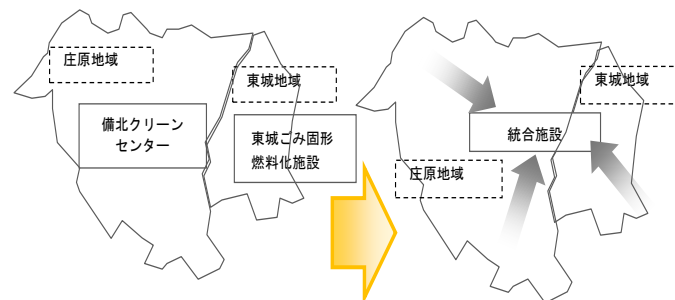 庄原地域
東城地域
備北クリーン
センター
東城ごみ固形
燃料化施設
東城地域
統合施設
庄原地域